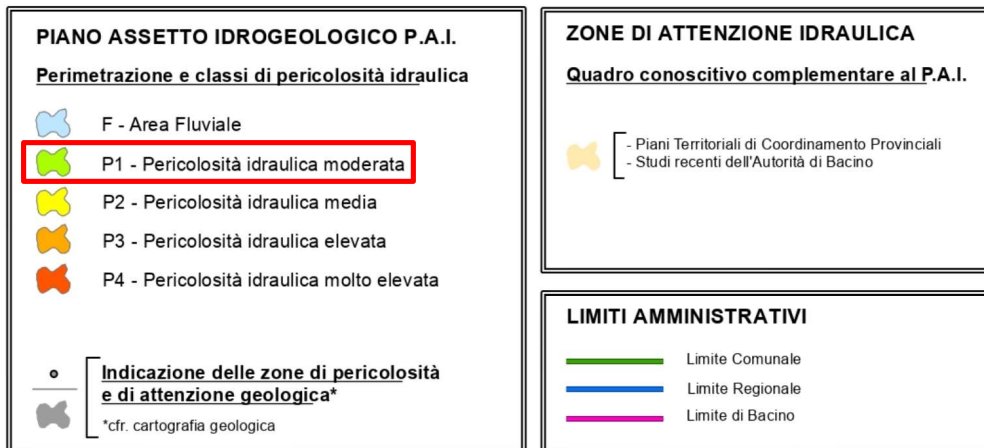 PIANO ASSETTO IDROGEOLOGICO P.A.I.
Perimetrazione e classi di pericolosità idraulica
F - Area Fluviale
P1 - Pericolosità idraulica moderata
P2 - Pericolosità idraulica media
P3 - Pericolosità idraulica elevata
P4 - Pericolosità idraulica molto elevata
Indicazione delle zone di pericolosità
e di attenzione geologica*
*cfr. cartografia geologica
ZONE DI ATTENZIONE IDRAULICA
Quadro conoscitivo complementare al P.A.I.
- Piani Territoriali di Coordinamento Provinciali
- Studi recenti dell'Autorità di Bacino
LIMITI AMMINISTRATIVI
Limite Comunale
Limite Regionale
Limite di Bacino